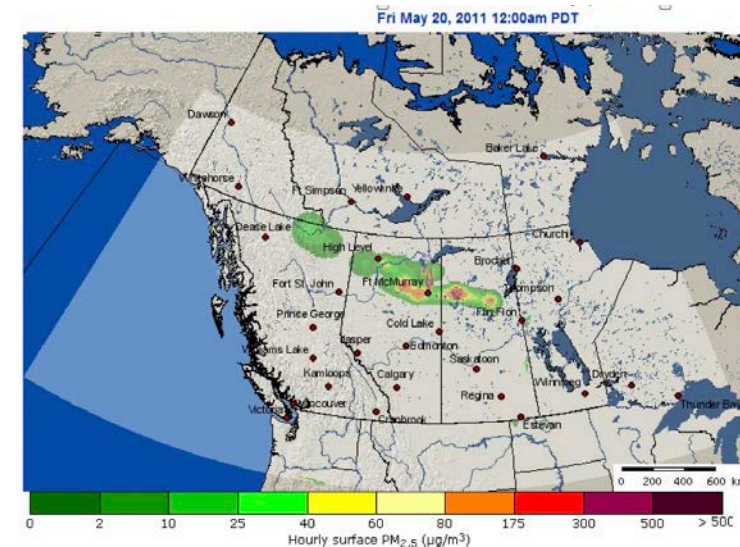 Fri May 20, 2011 12:00am PDT
Dawson
Baker Lake
Whitehorse
Ft Simpson Yellowknife
Dease Lake
Churchill
High Level
Brochet
Fort St. John
Ft McMurray
Thompson
Prince George
Flin Flon
Cold Lake
Jasper
Edmonton
Williams Lake
Saskatoon
Kamloops
Calgary
Winnipeg
Dryden
Regina
Thunder Bay
Vancouver
Victoria
Cranbrook
Estevan
0 200 400 600 km
0 2 10 25 40 60 80 175 300 500 > 500
Hourly surface PM2.5 (µg/m³)